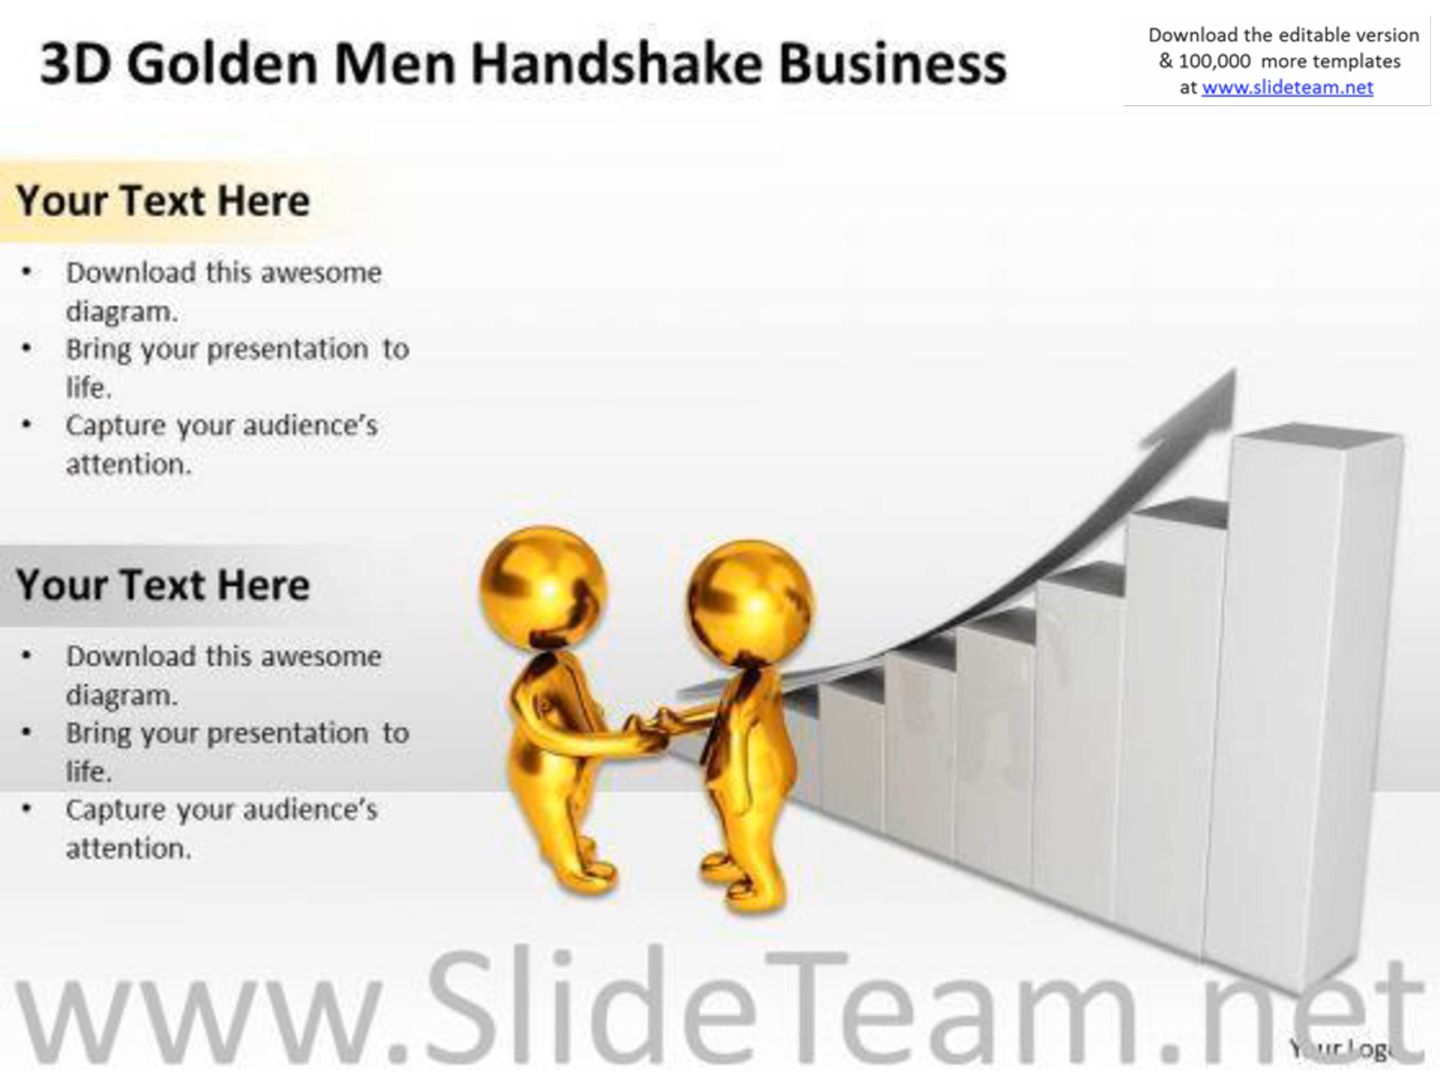 3D Golden Men Handshake Business
Download the editable version
& 100,000 more templates
at www.slideteam.net
Your Text Here
• Download this awesome
diagram.
• Bring your presentation to
life.
• Capture your audience's
attention.
Your Text Here
• Download this awesome
diagram.
• Bring your presentation to
life.
• Capture your audience's
attention.
www.SlideTeam.net
Your Logo